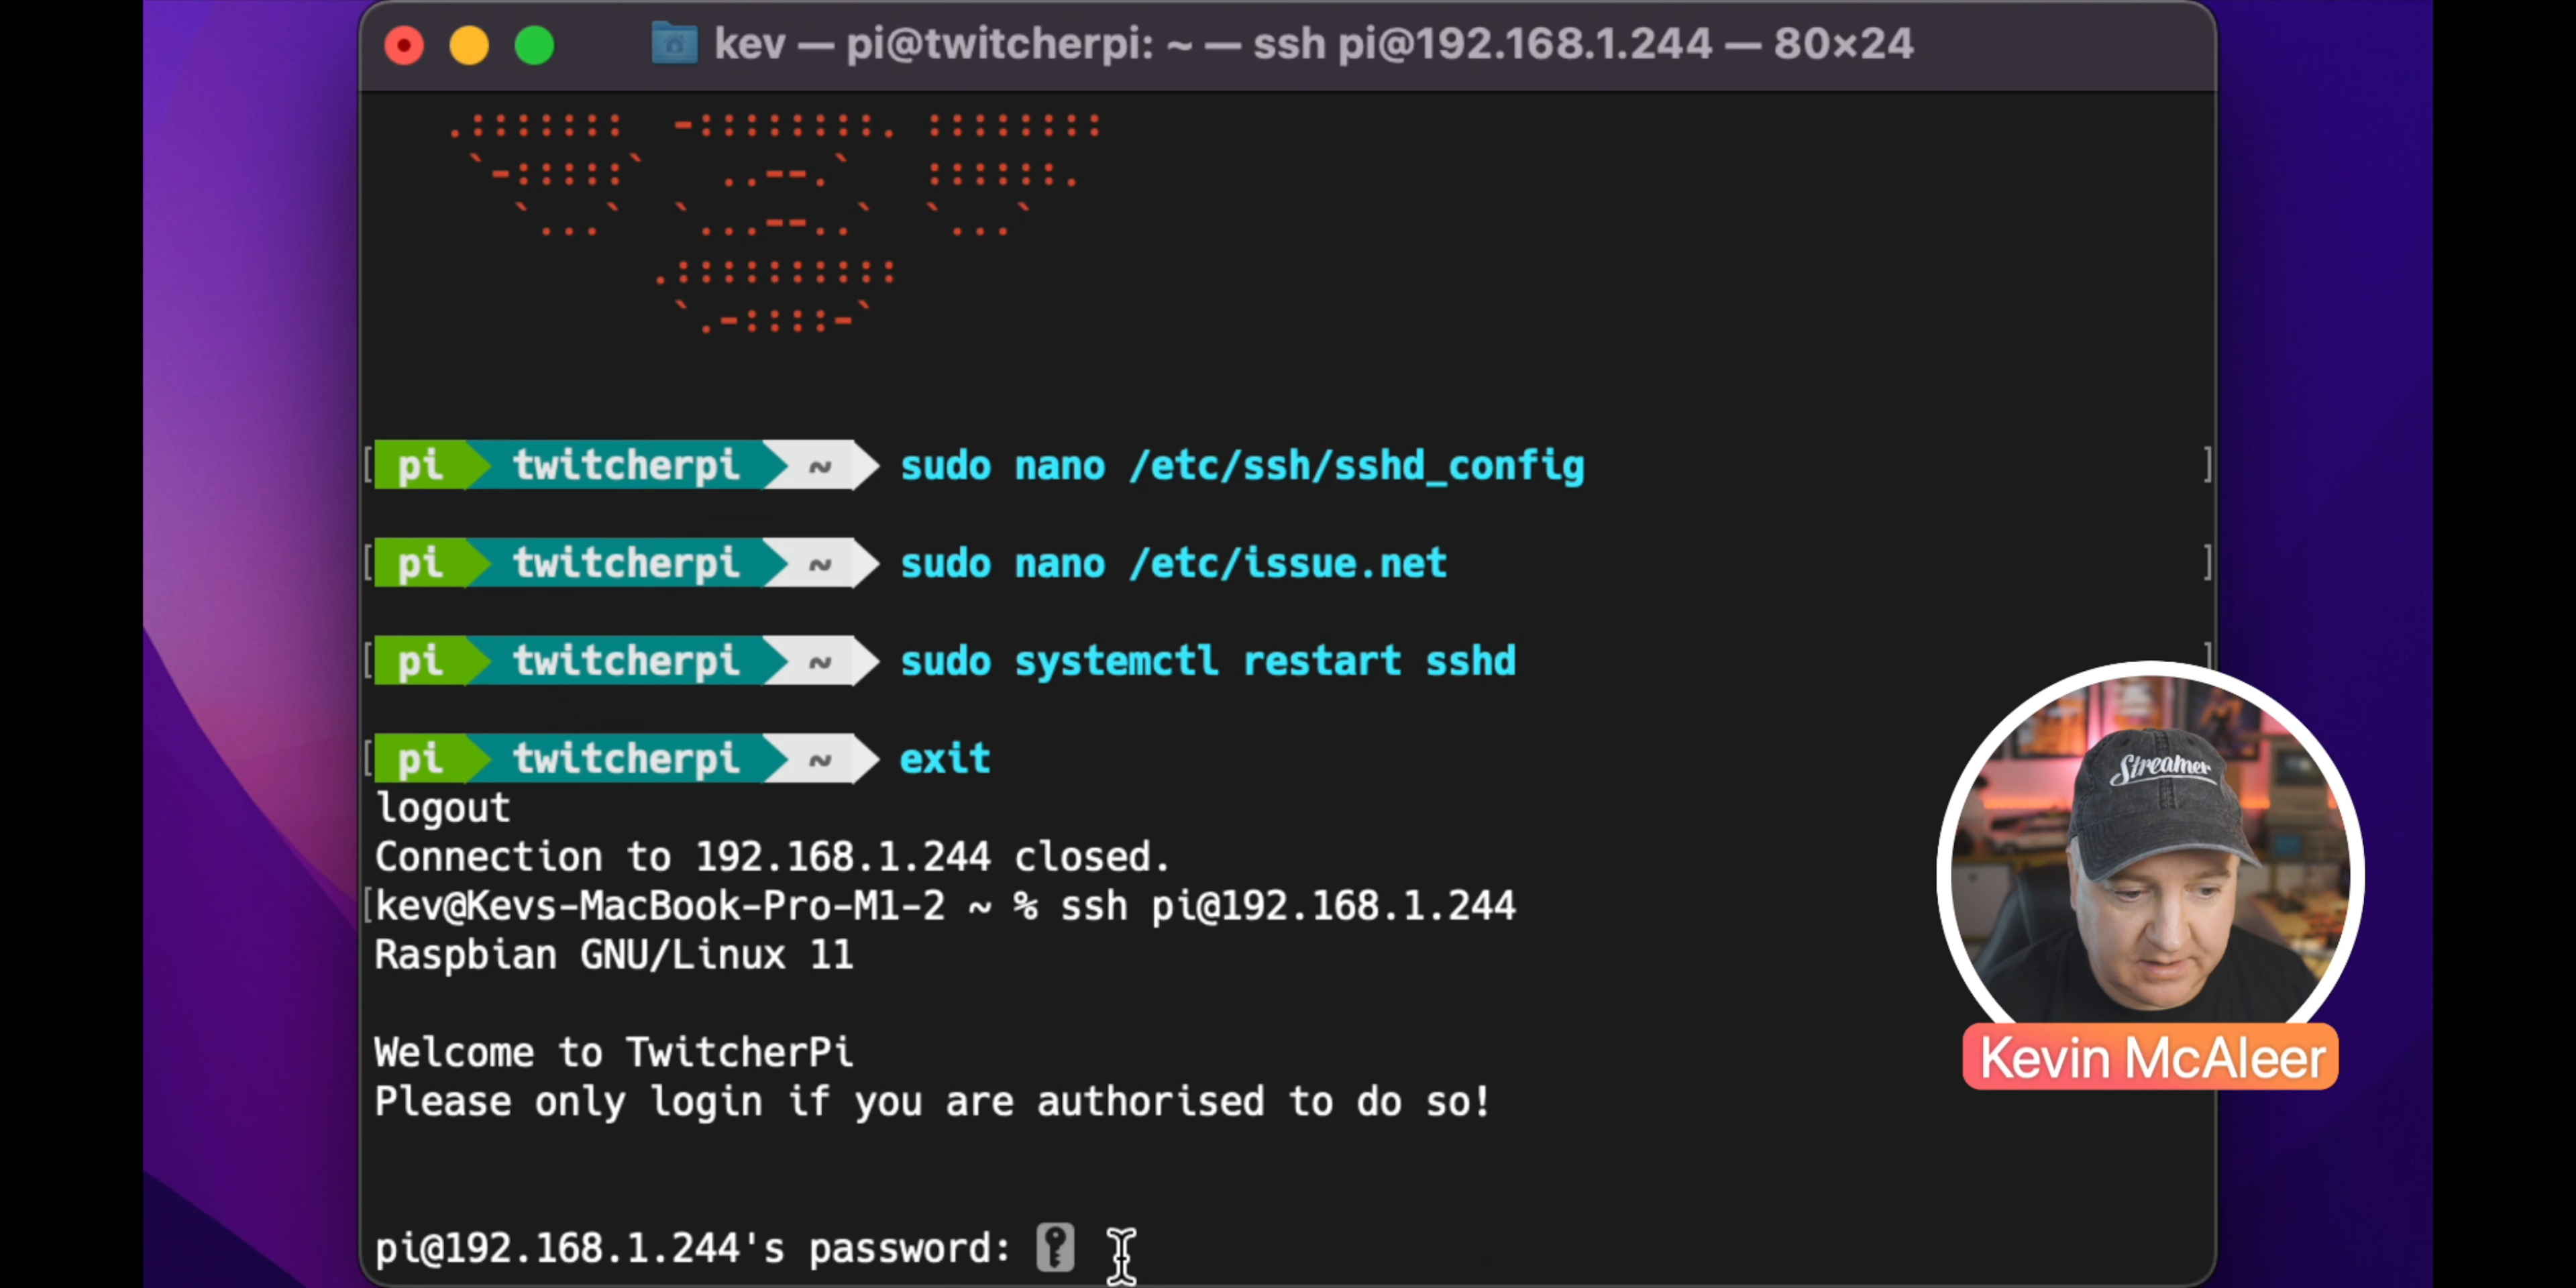 kev — pi@twitcherpi: ~ — ssh pi@192.168.1.244 — 80×24
.:::::::  -::::::::. ::::::::
`-:::::`   ..--.`   ::::::.
`...`  `...--..`  `...`
.::::::::::
`.-::::-`
[ pi twitcherpi ~ sudo nano /etc/ssh/sshd_config ]
[ pi twitcherpi ~ sudo nano /etc/issue.net ]
[ pi twitcherpi ~ sudo systemctl restart sshd ]
[ pi twitcherpi ~ exit
logout
Connection to 192.168.1.244 closed.
[kev@Kevs-MacBook-Pro-M1-2 ~ % ssh pi@192.168.1.244
Raspbian GNU/Linux 11
Welcome to TwitcherPi
Please only login if you are authorised to do so!
pi@192.168.1.244's password:
Streamer
Kevin McAleer